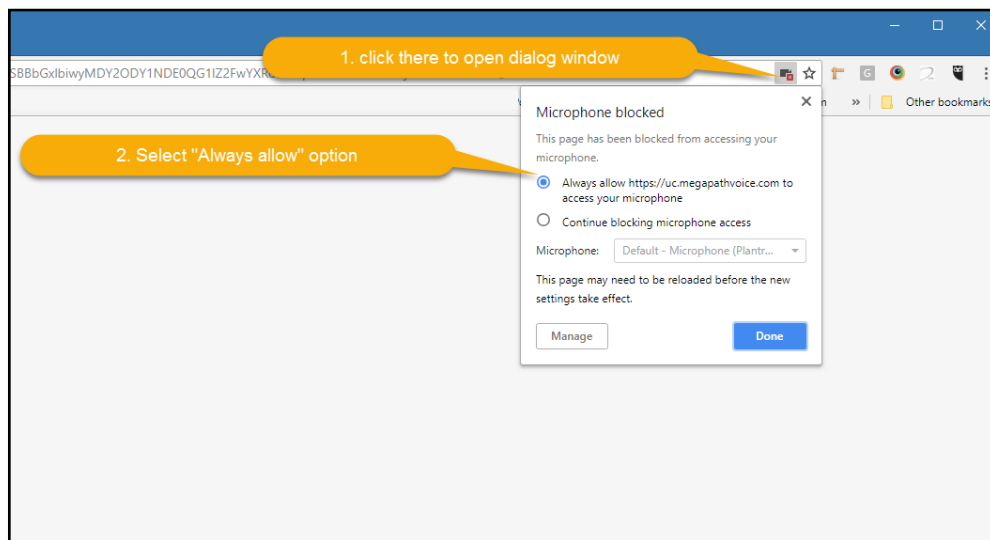 1. click there to open dialog window
Other bookmarks
Microphone blocked
This page has been blocked from accessing your
microphone.
2. Select "Always allow" option
Always allow https://uc.megapathvoice.com to
access your microphone
Continue blocking microphone access
Microphone: Default - Microphone (Plantr...
This page may need to be reloaded before the new
settings take effect.
Manage Done